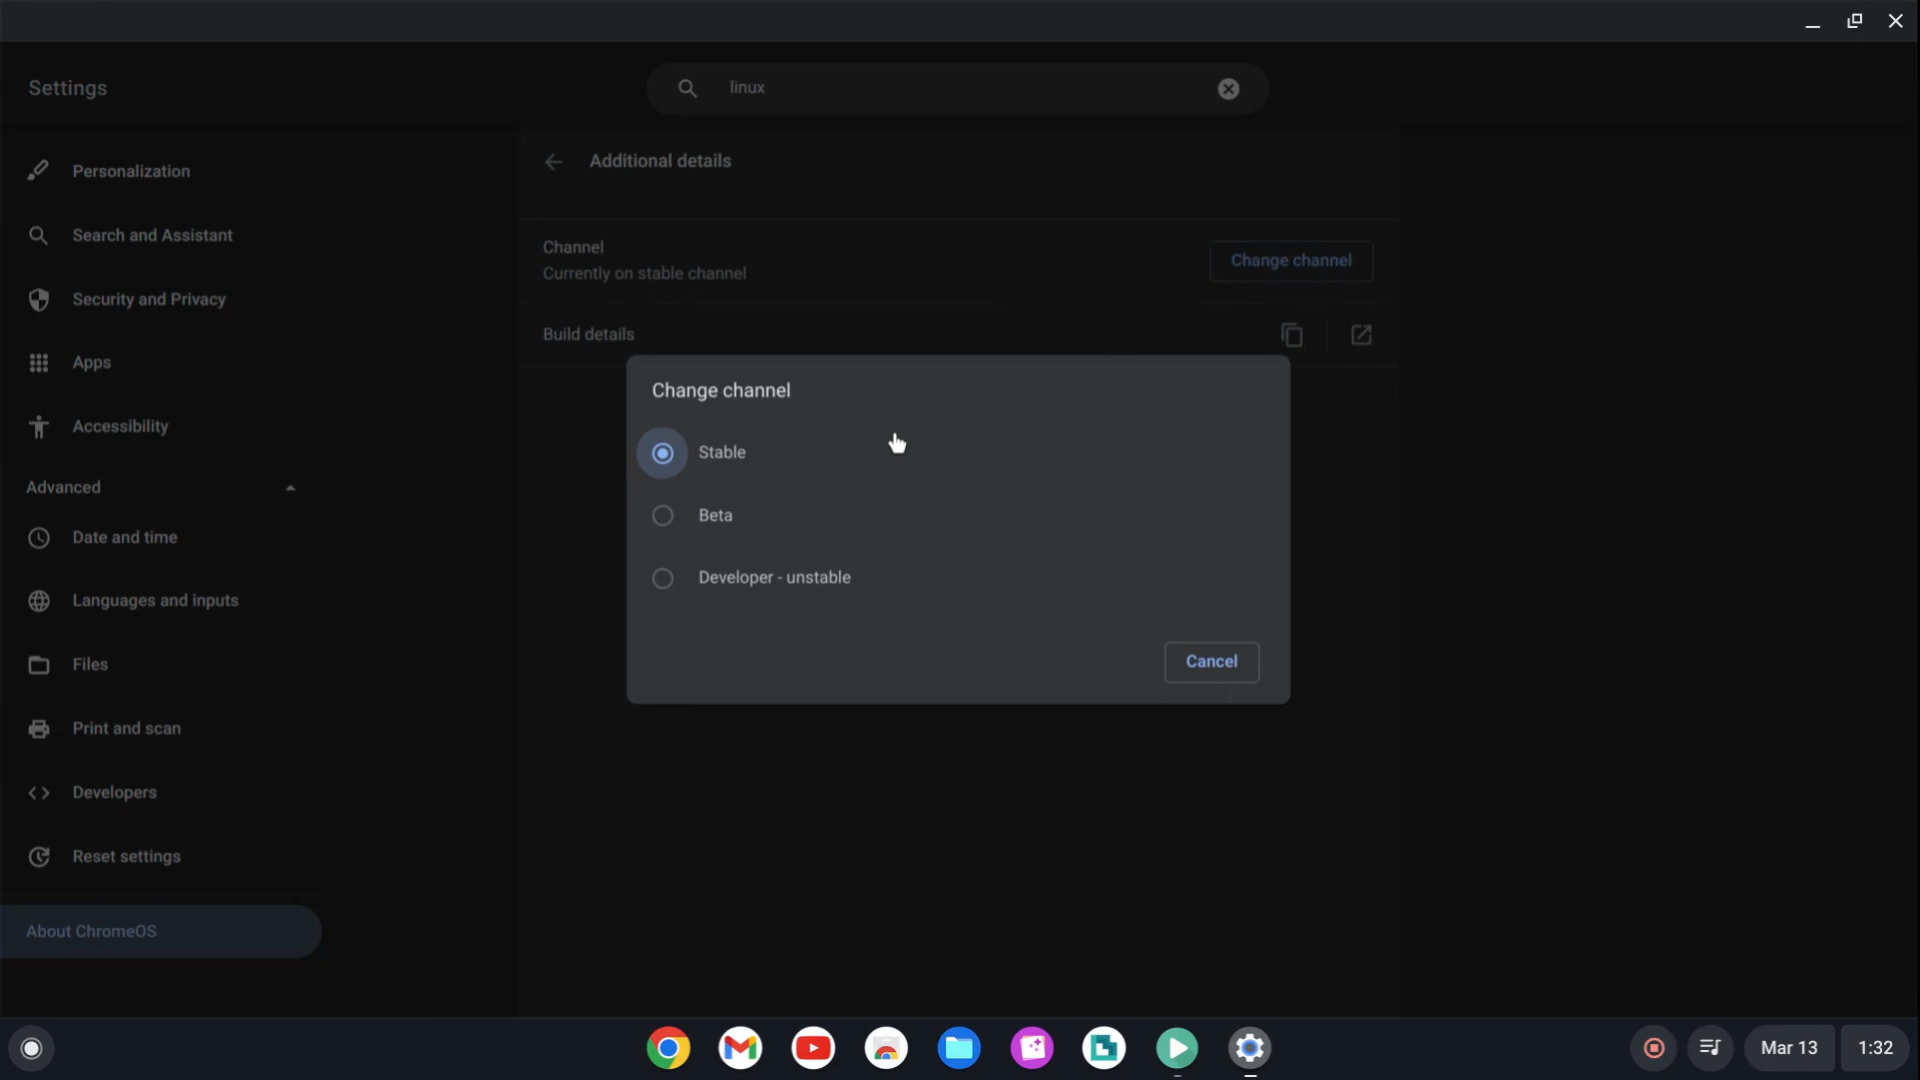 Settings
linux
Personalization
Search and Assistant
Security and Privacy
Apps
Accessibility
Advanced
Date and time
Languages and inputs
Files
Print and scan
Developers
Reset settings
About ChromeOS
Additional details
Channel
Currently on stable channel
Change channel
Build details
Change channel
Stable
Beta
Developer - unstable
Cancel
Mar 13
1:32